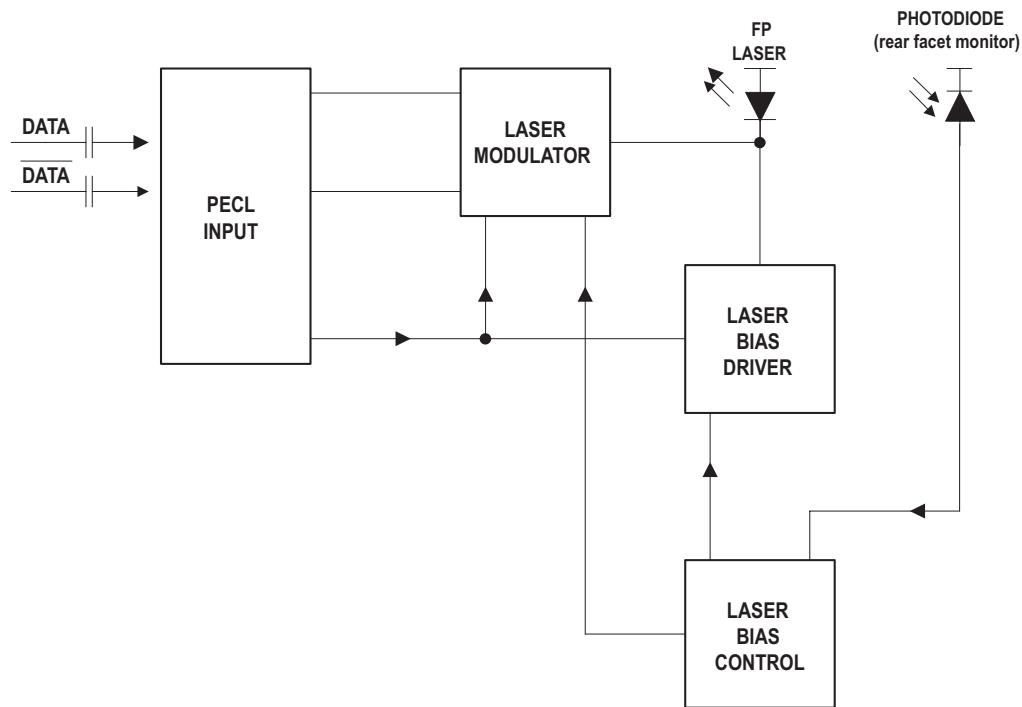 PHOTODIODE
(rear facet monitor)
FP
LASER
DATA
DATA
PECL
INPUT
LASER
MODULATOR
LASER
BIAS
DRIVER
LASER
BIAS
CONTROL